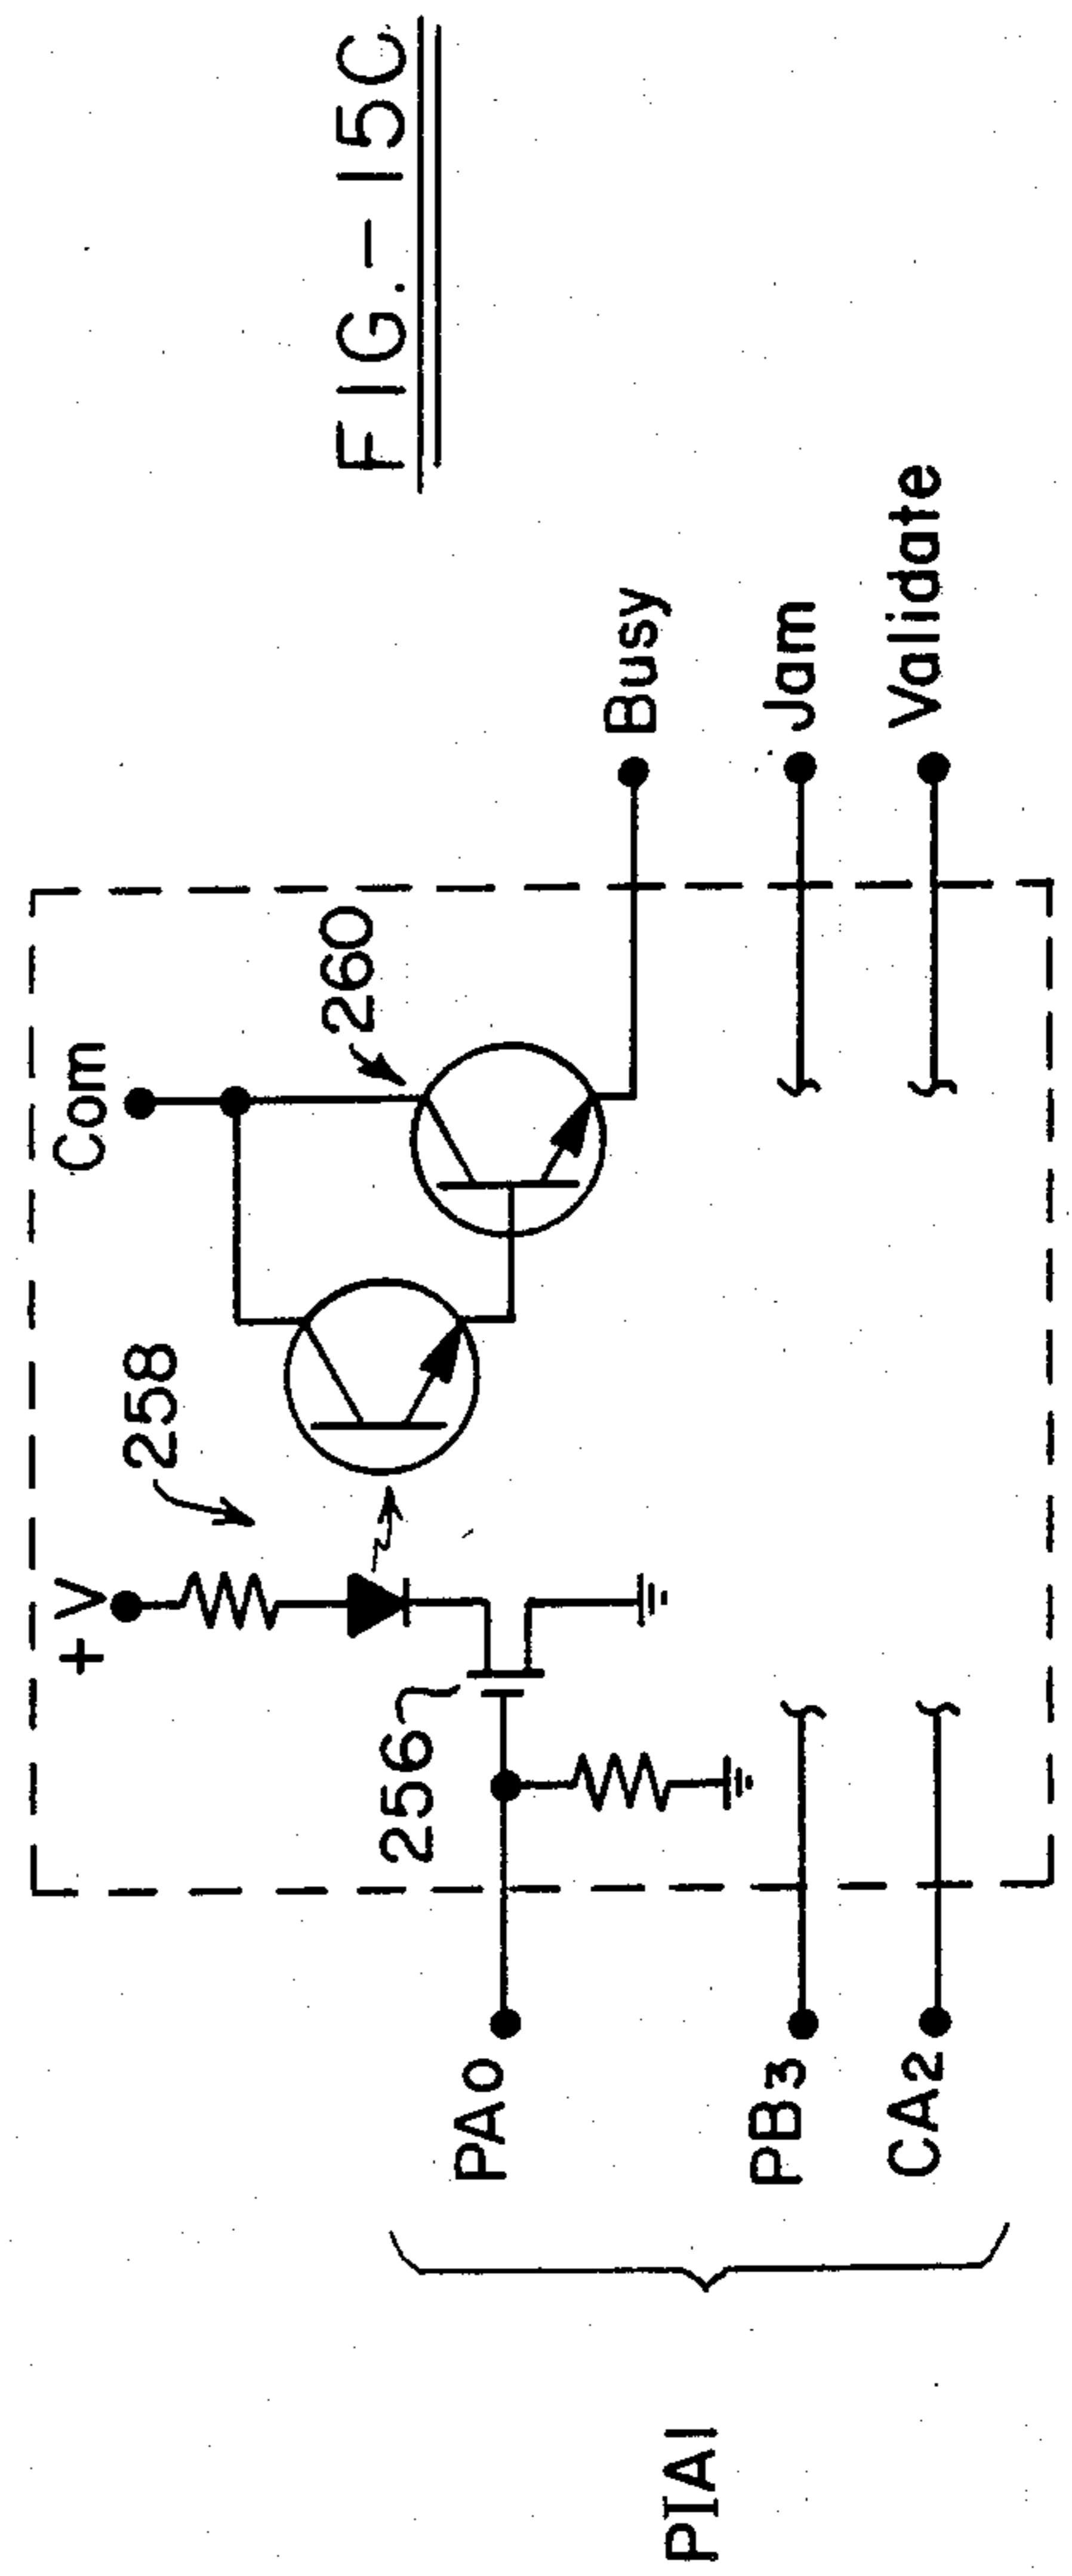 Com
+V
258
260
256
PIA1
PA0
Busy
PB3
Jam
CA2
Validate
FIG.-15C